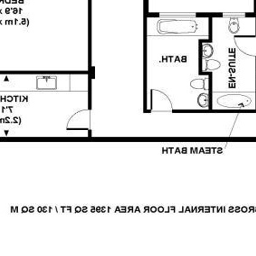 BEDR
16'9 x
(5.1m x
BATH.
EN-SUITE
KITCH
7'1
(2.2m
STEAM BATH
GROSS INTERNAL FLOOR AREA 1395 SQ FT / 130 SQ M